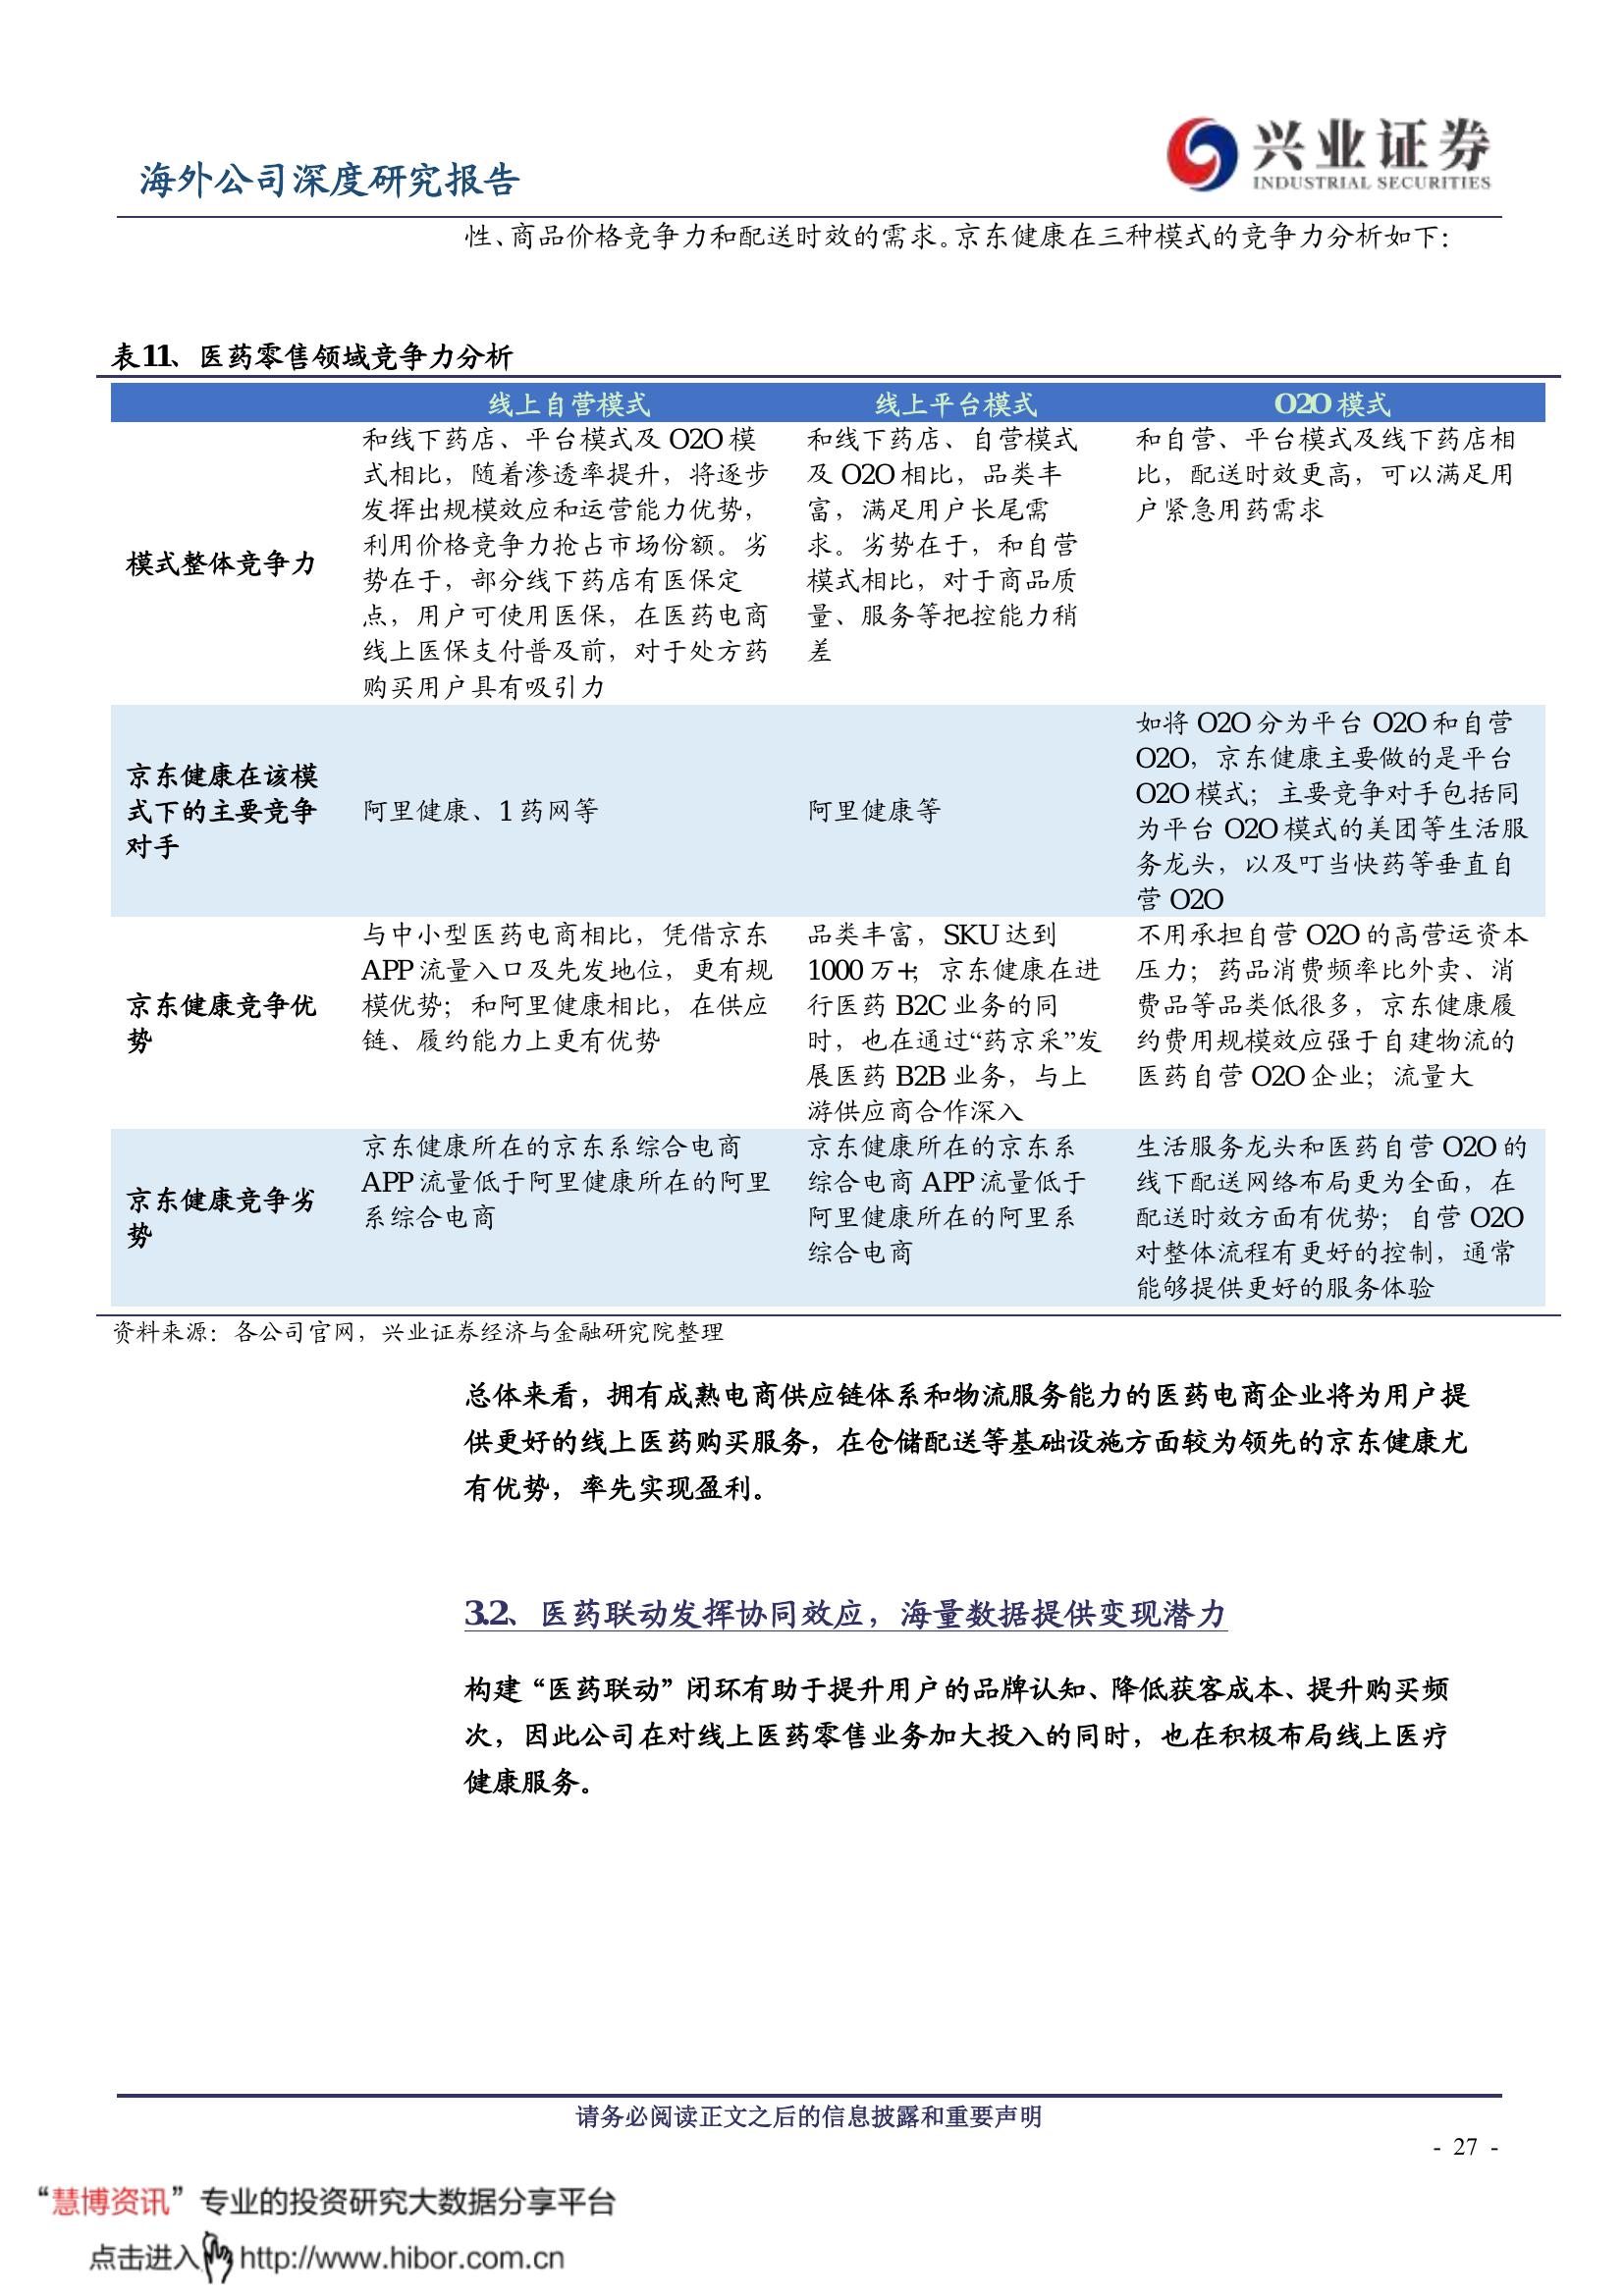 海外公司深度研究报告
兴业证券
INDUSTRIAL SECURITIES
性、商品价格竞争力和配送时效的需求。京东健康在三种模式的竞争力分析如下：
表11、医药零售领域竞争力分析
线上自营模式
线上平台模式
O2O模式
模式整体竞争力
和线下药店、平台模式及 O2O 模
式相比，随着渗透率提升，将逐步
发挥出规模效应和运营能力优势，
利用价格竞争力抢占市场份额。劣
势在于，部分线下药店有医保定
点，用户可使用医保，在医药电商
线上医保支付普及前，对于处方药
购买用户具有吸引力
和线下药店、自营模式
及 O2O 相比，品类丰
富，满足用户长尾需
求。劣势在于，和自营
模式相比，对于商品质
量、服务等把控能力稍
差
和自营、平台模式及线下药店相
比，配送时效更高，可以满足用
户紧急用药需求
京东健康在该模
式下的主要竞争
对手
阿里健康、1 药网等
阿里健康等
如将 O2O 分为平台 O2O 和自营
O2O，京东健康主要做的是平台
O2O 模式；主要竞争对手包括同
为平台 O2O 模式的美团等生活服
务龙头，以及叮当快药等垂直自
营 O2O
京东健康竞争优
势
与中小型医药电商相比，凭借京东
APP 流量入口及先发地位，更有规
模优势；和阿里健康相比，在供应
链、履约能力上更有优势
品类丰富，SKU 达到
1000 万+；京东健康在进
行医药 B2C 业务的同
时，也在通过“药京采”发
展医药 B2B 业务，与上
游供应商合作深入
不用承担自营 O2O 的高营运资本
压力；药品消费频率比外卖、消
费品等品类低很多，京东健康履
约费用规模效应强于自建物流的
医药自营 O2O 企业；流量大
京东健康竞争劣
势
京东健康所在的京东系综合电商
APP 流量低于阿里健康所在的阿里
系综合电商
京东健康所在的京东系
综合电商 APP 流量低于
阿里健康所在的阿里系
综合电商
生活服务龙头和医药自营 O2O 的
线下配送网络布局更为全面，在
配送时效方面有优势；自营 O2O
对整体流程有更好的控制，通常
能够提供更好的服务体验
资料来源：各公司官网，兴业证券经济与金融研究院整理
总体来看，拥有成熟电商供应链体系和物流服务能力的医药电商企业将为用户提
供更好的线上医药购买服务，在仓储配送等基础设施方面较为领先的京东健康尤
有优势，率先实现盈利。
3.2、医药联动发挥协同效应，海量数据提供变现潜力
构建“医药联动”闭环有助于提升用户的品牌认知、降低获客成本、提升购买频
次，因此公司在对线上医药零售业务加大投入的同时，也在积极布局线上医疗
健康服务。
请务必阅读正文之后的信息披露和重要声明
- 27 -
“慧博资讯”专业的投资研究大数据分享平台
点击进入 http://www.hibor.com.cn